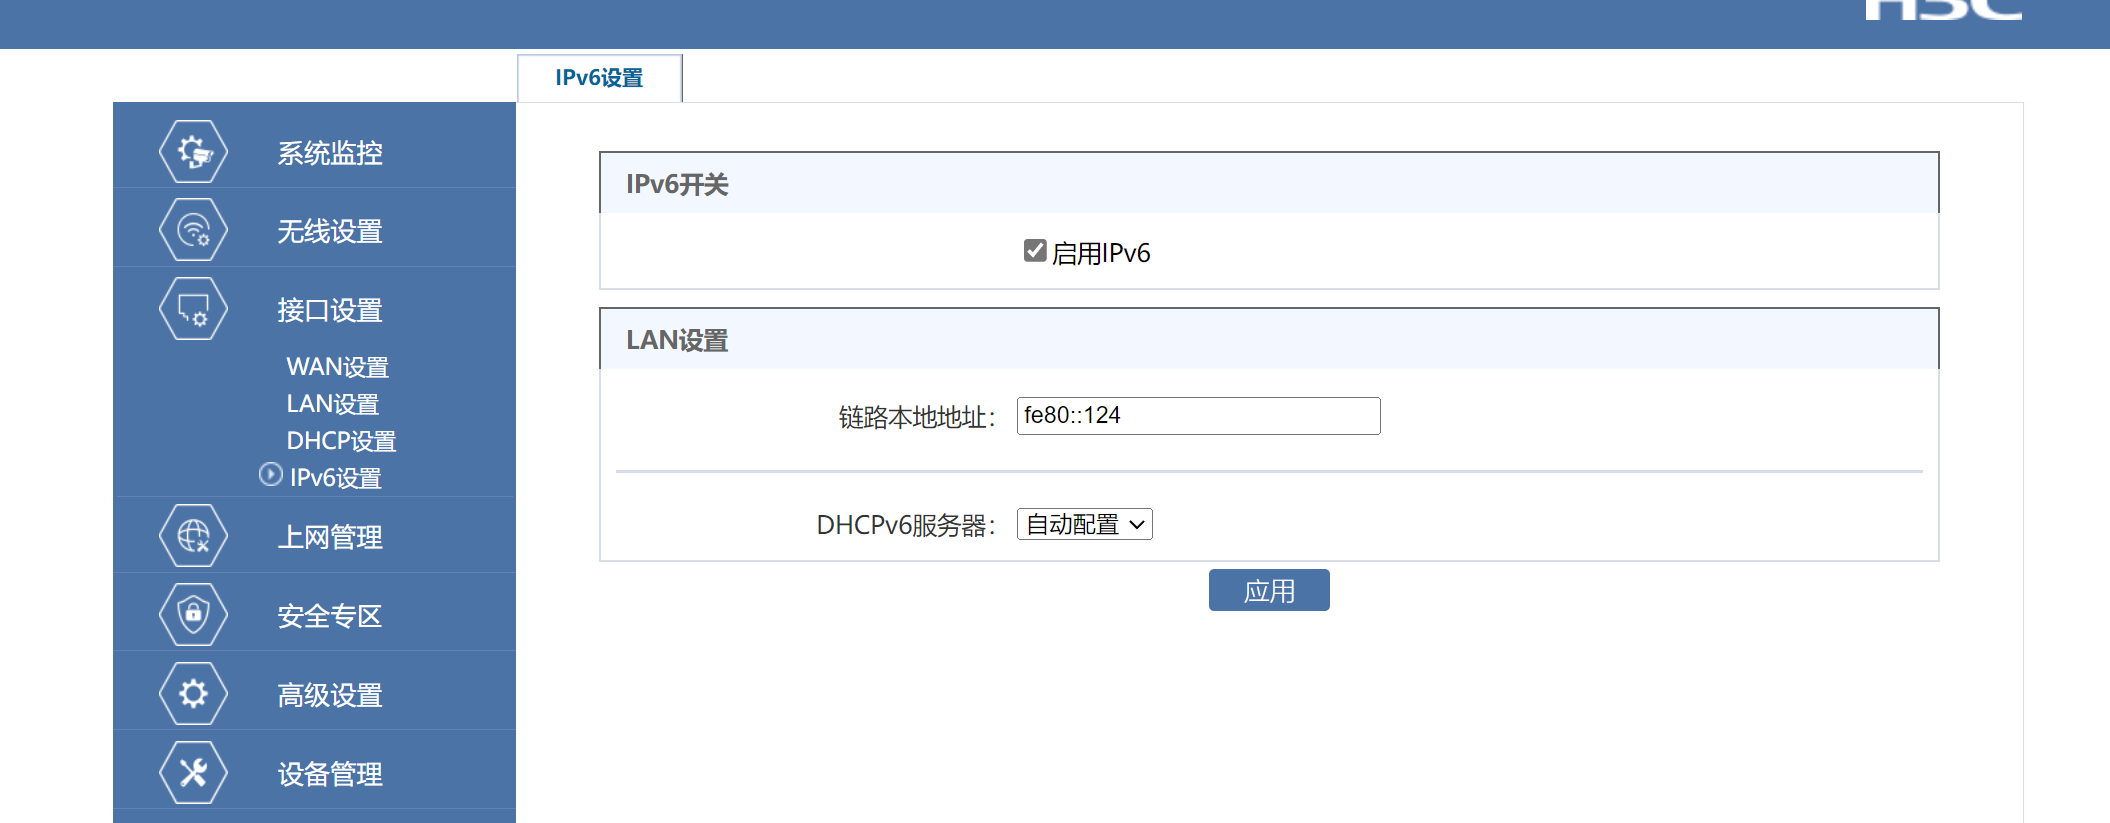 H3C
IPv6设置
系统监控
无线设置
接口设置
WAN设置
LAN设置
DHCP设置
IPv6设置
上网管理
安全专区
高级设置
设备管理
IPv6开关
启用IPv6
LAN设置
链路本地地址： fe80::124
DHCPv6服务器： 自动配置
应用